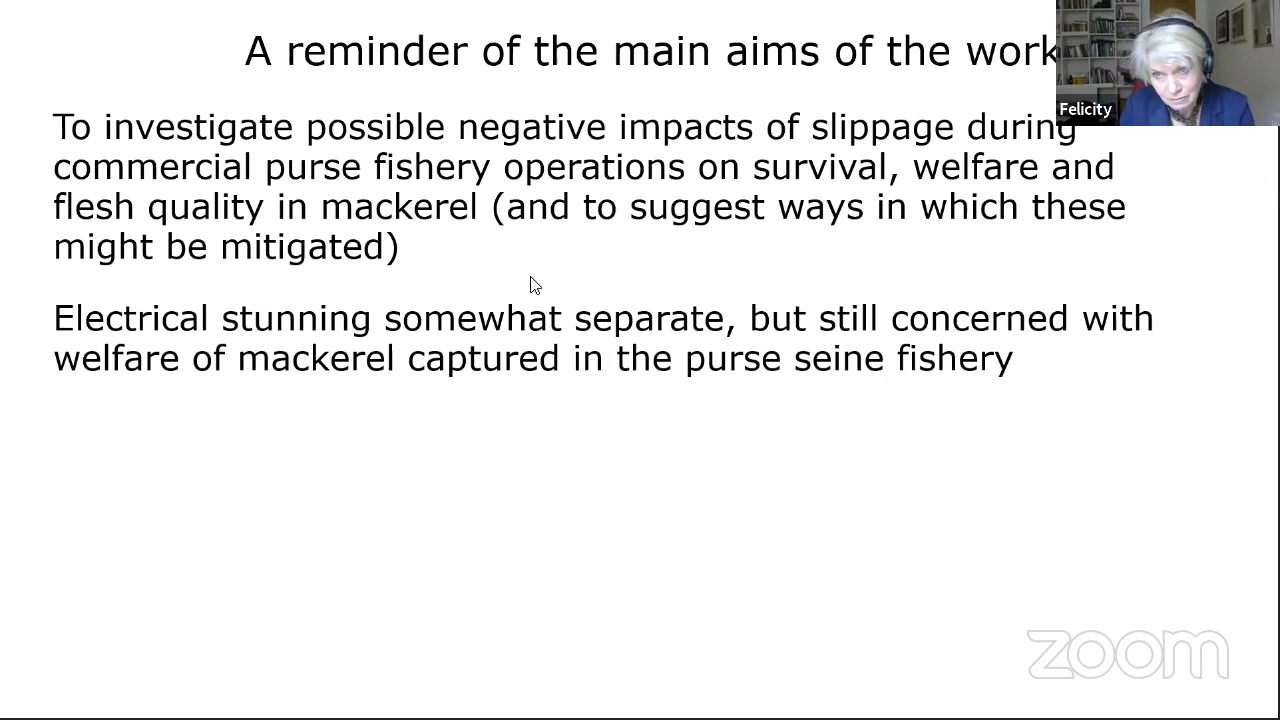 A reminder of the main aims of the work
Felicity
To investigate possible negative impacts of slippage during
commercial purse fishery operations on survival, welfare and
flesh quality in mackerel (and to suggest ways in which these
might be mitigated)
Electrical stunning somewhat separate, but still concerned with
welfare of mackerel captured in the purse seine fishery
zoom